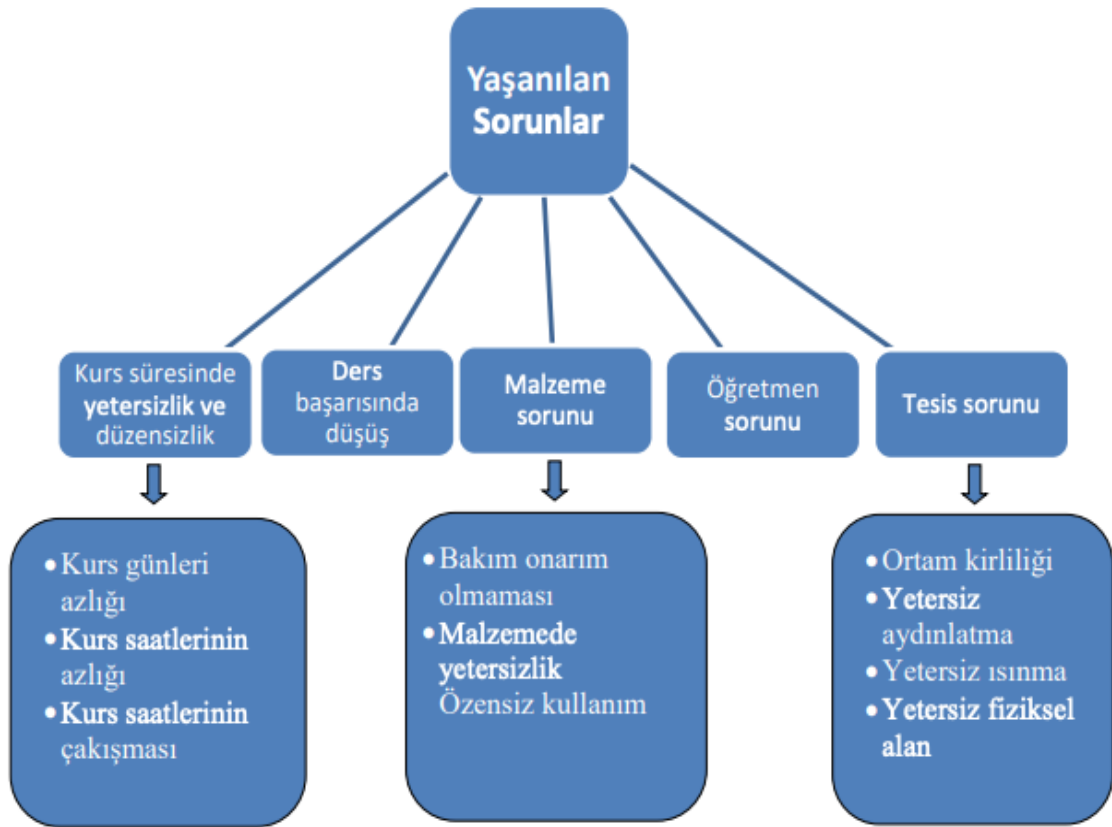 Yaşanılan
Sorunlar
Kurs süresinde
yetersizlik ve
düzensizlik
Ders
başarısında
düşüş
Malzeme
sorunu
Öğretmen
sorunu
Tesis sorunu
• Kurs günleri
azlığı
• Kurs saatlerinin
azlığı
• Kurs saatlerinin
çakışması
• Bakım onarım
olmaması
• Malzemede
yetersizlik
Özensiz kullanım
• Ortam kirliliği
• Yetersiz
aydınlatma
• Yetersiz ısınma
• Yetersiz fiziksel
alan